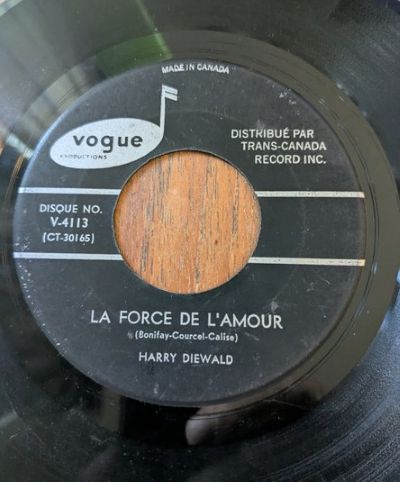 MADE IN CANADA
vogue
PRODUCTIONS
DISTRIBUÉ PAR
TRANS-CANADA
RECORD INC.
DISQUE NO.
V-4113
(CT-30165)
LA FORCE DE L'AMOUR
(Bonifay-Courcel-Calise)
HARRY DIEWALD